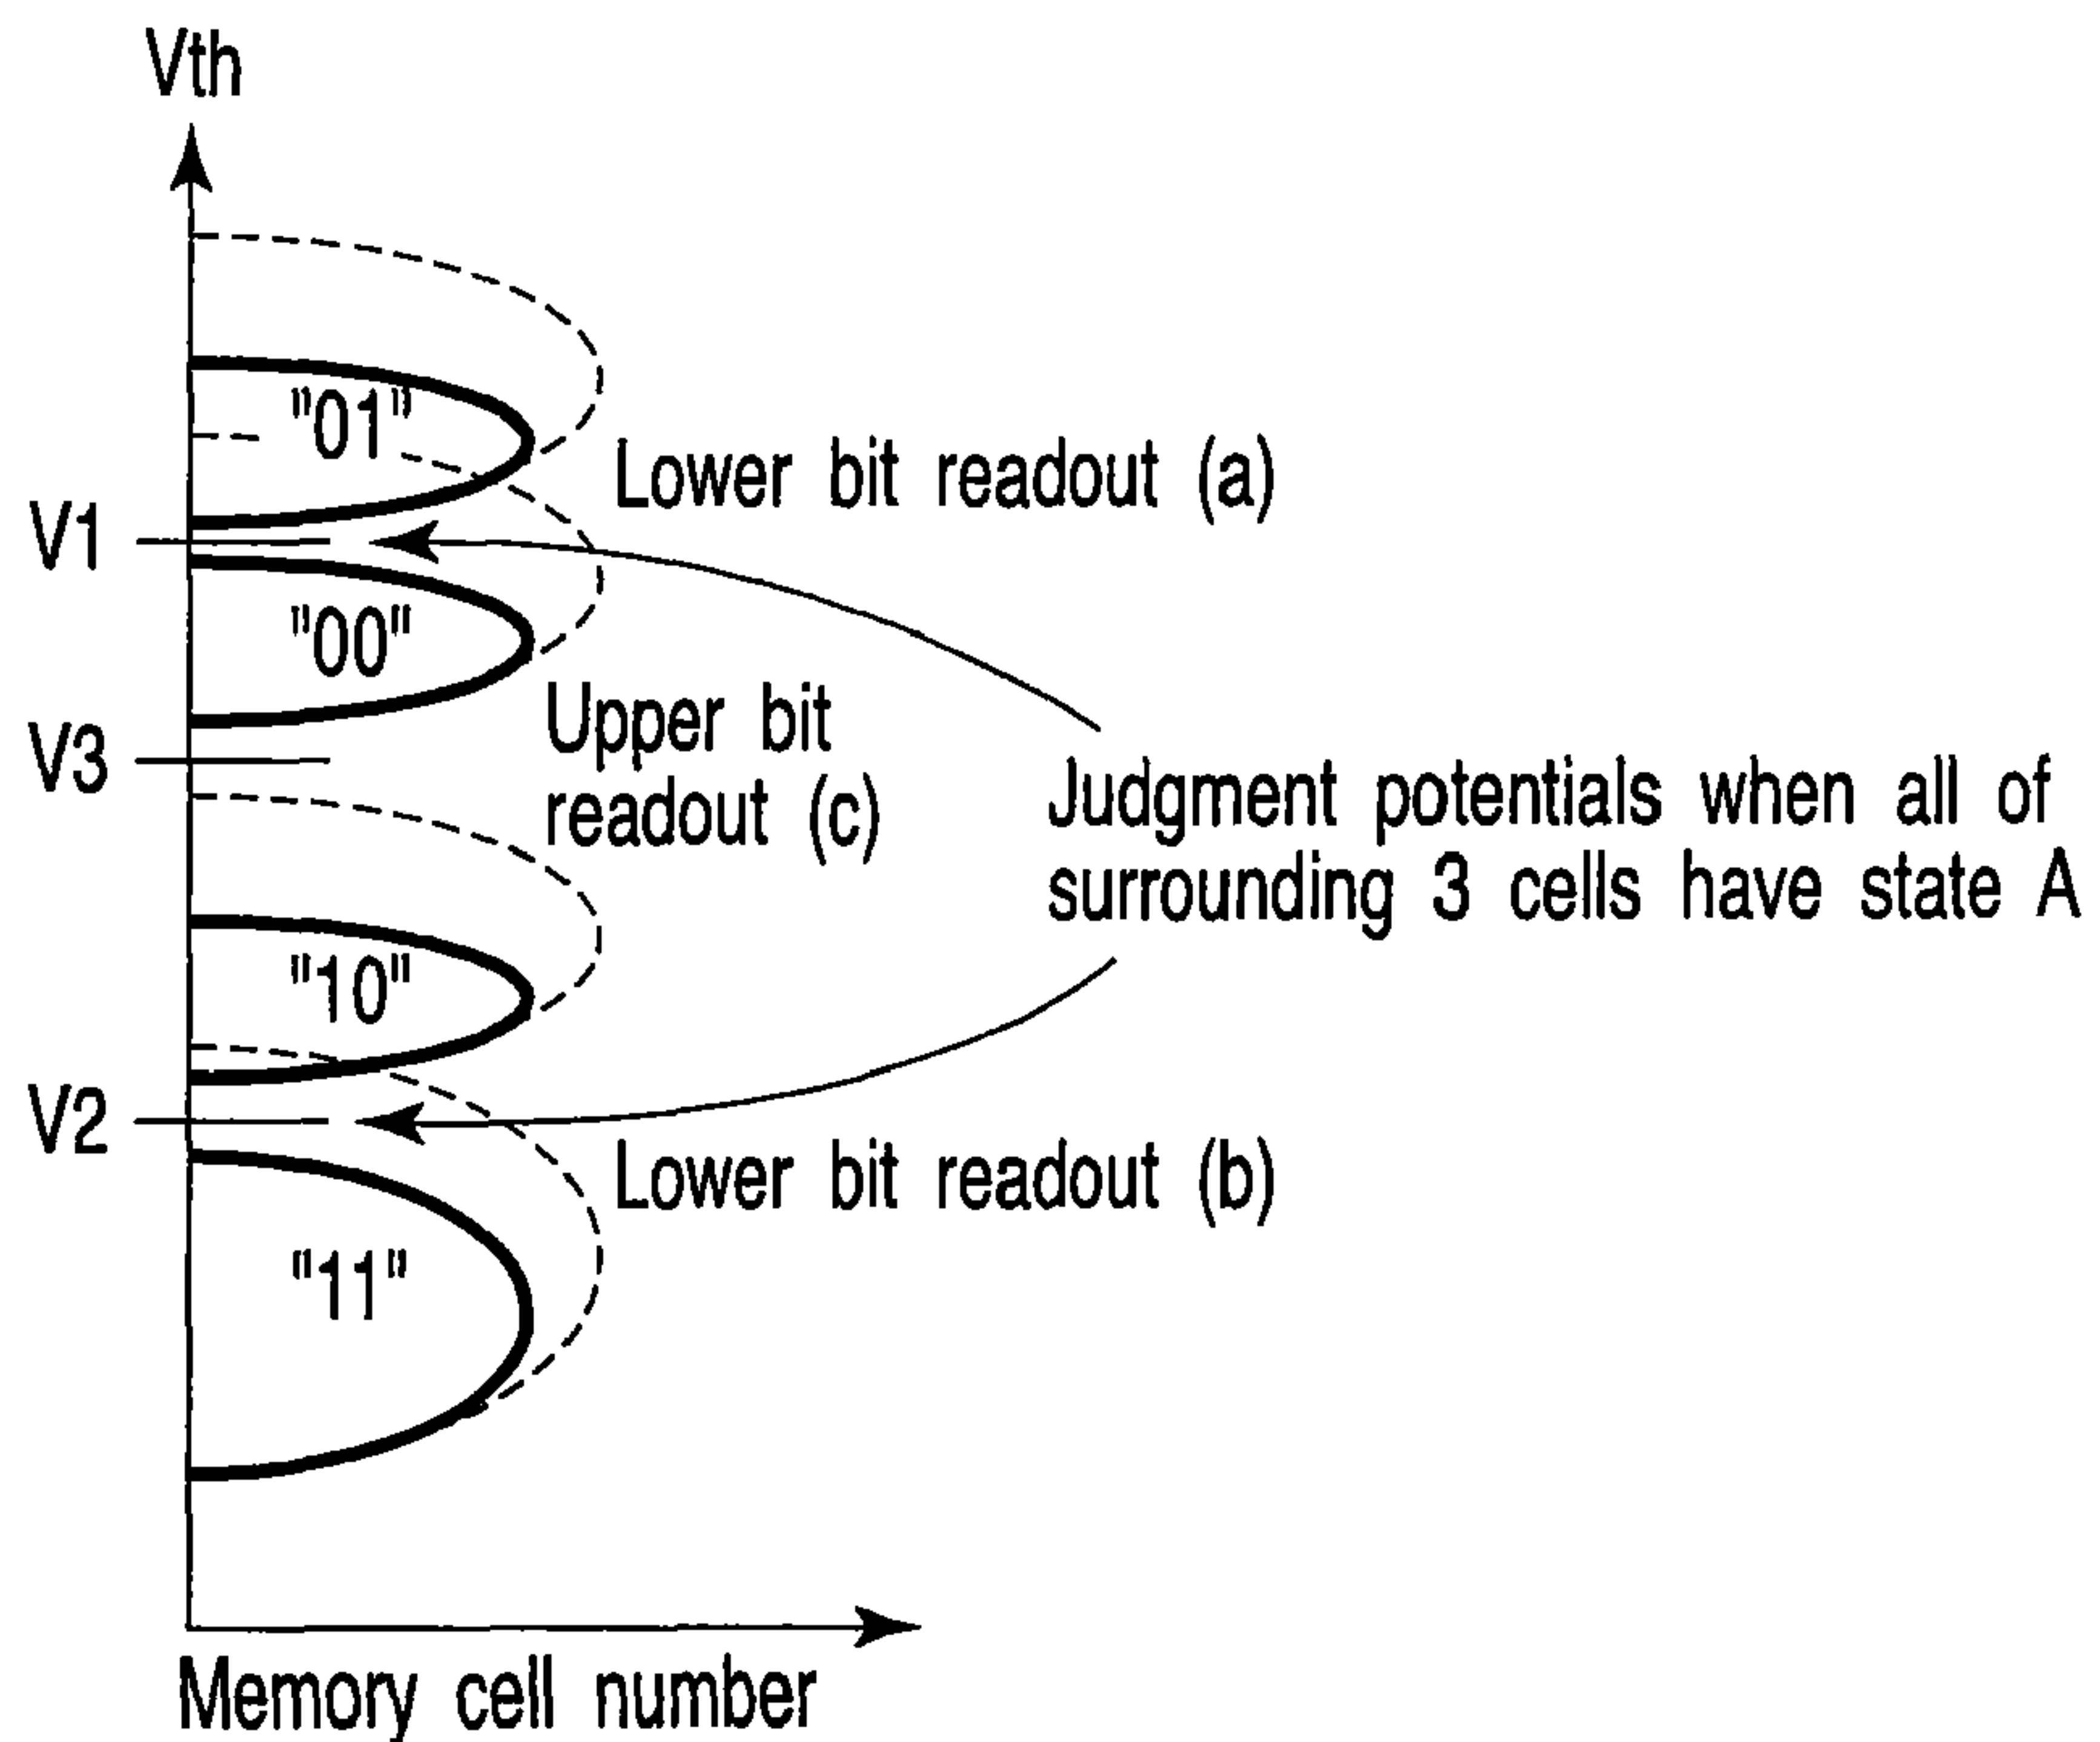 Vth
"01"
Lower bit readout (a)
V1
"00"
Upper bit
readout (c)
V3
Judgment potentials when all of
surrounding 3 cells have state A
"10"
V2
Lower bit readout (b)
"11"
Memory cell number